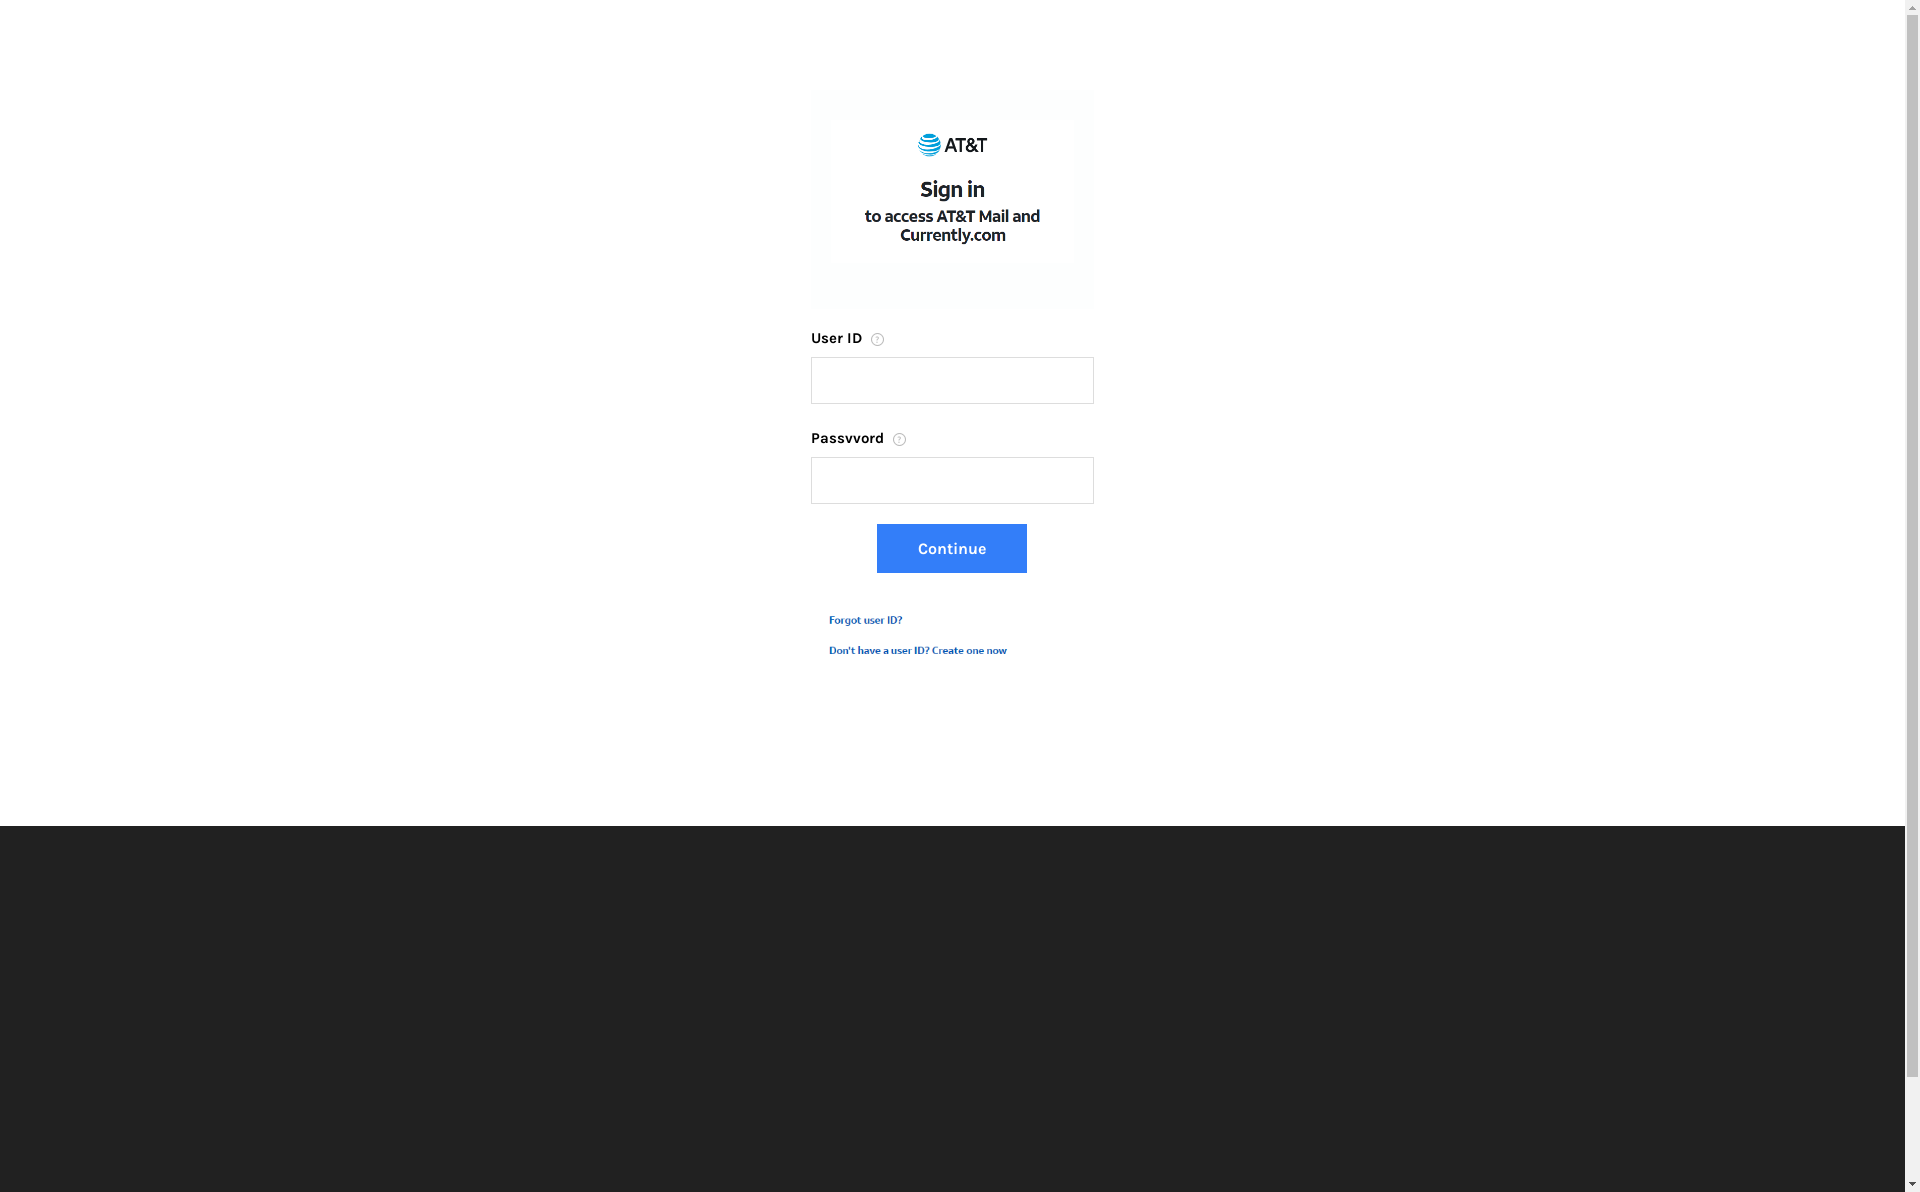 AT&T
Sign in
to access AT&T Mail and
Currently.com
User ID ?
Passvvord ?
Continue
Forgot user ID?
Don't have a user ID? Create one now